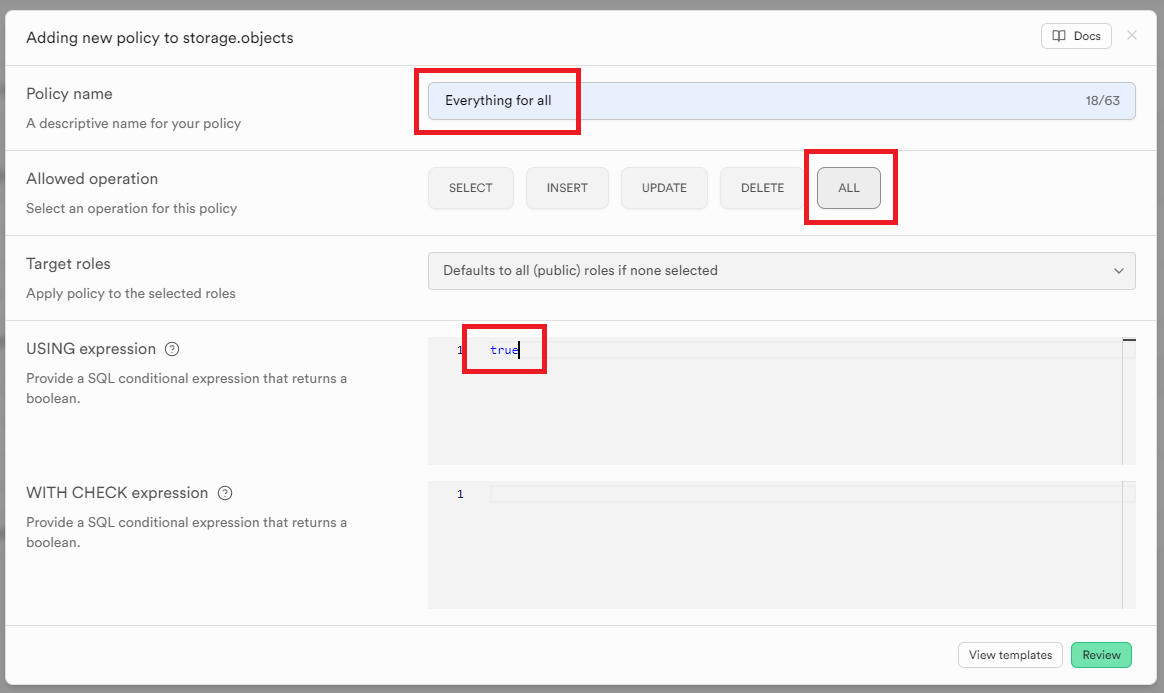 Adding new policy to storage.objects
Docs
Policy name
A descriptive name for your policy
Everything for all
18/63
Allowed operation
Select an operation for this policy
SELECT
INSERT
UPDATE
DELETE
ALL
Target roles
Apply policy to the selected roles
Defaults to all (public) roles if none selected
USING expression ?
Provide a SQL conditional expression that returns a
boolean.
1 true
WITH CHECK expression ?
Provide a SQL conditional expression that returns a
boolean.
1
View templates
Review